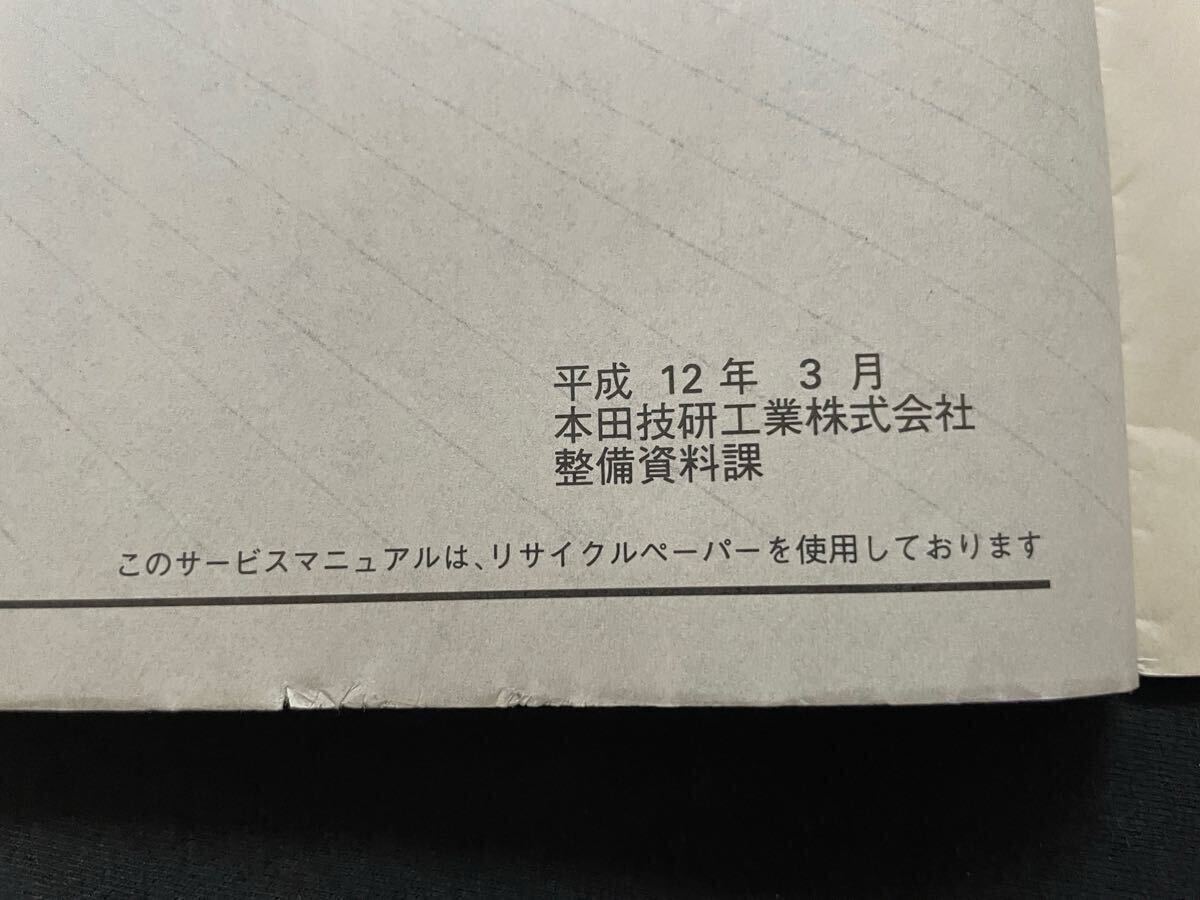 平成 12 年 3 月
本田技研工業株式会社
整備資料課
このサービスマニュアルは、リサイクルペーパーを使用しております